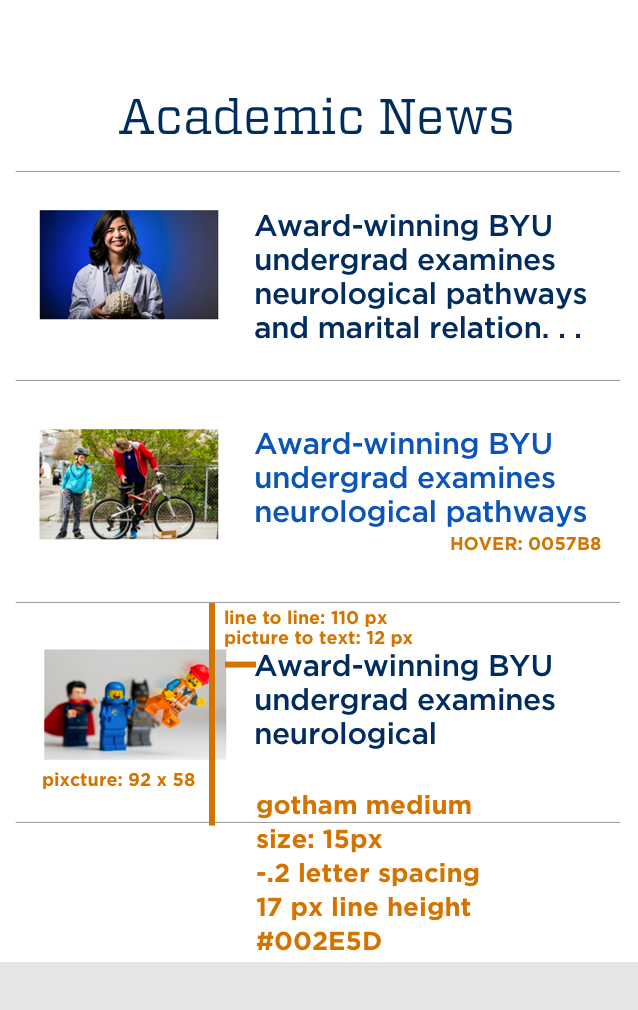 Academic News
Award-winning BYU
undergrad examines
neurological pathways
and marital relation. . .
Award-winning BYU
undergrad examines
neurological pathways
HOVER: 0057B8
line to line: 110 px
picture to text: 12 px
Award-winning BYU
undergrad examines
neurological
pixcture: 92 x 58
gotham medium
size: 15px
-.2 letter spacing
17 px line height
#002E5D